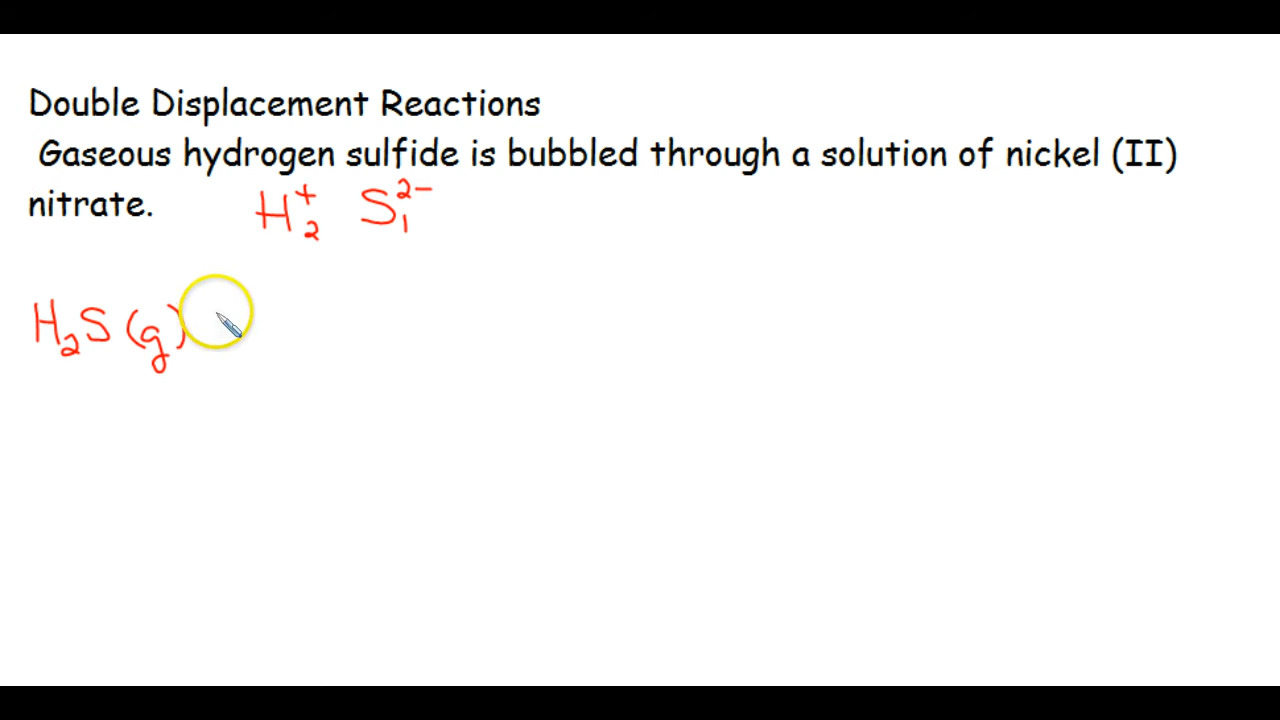 Double Displacement Reactions
Gaseous hydrogen sulfide is bubbled through a solution of nickel (II)
nitrate.
H₂⁺ S₁²⁻
H₂S (g)